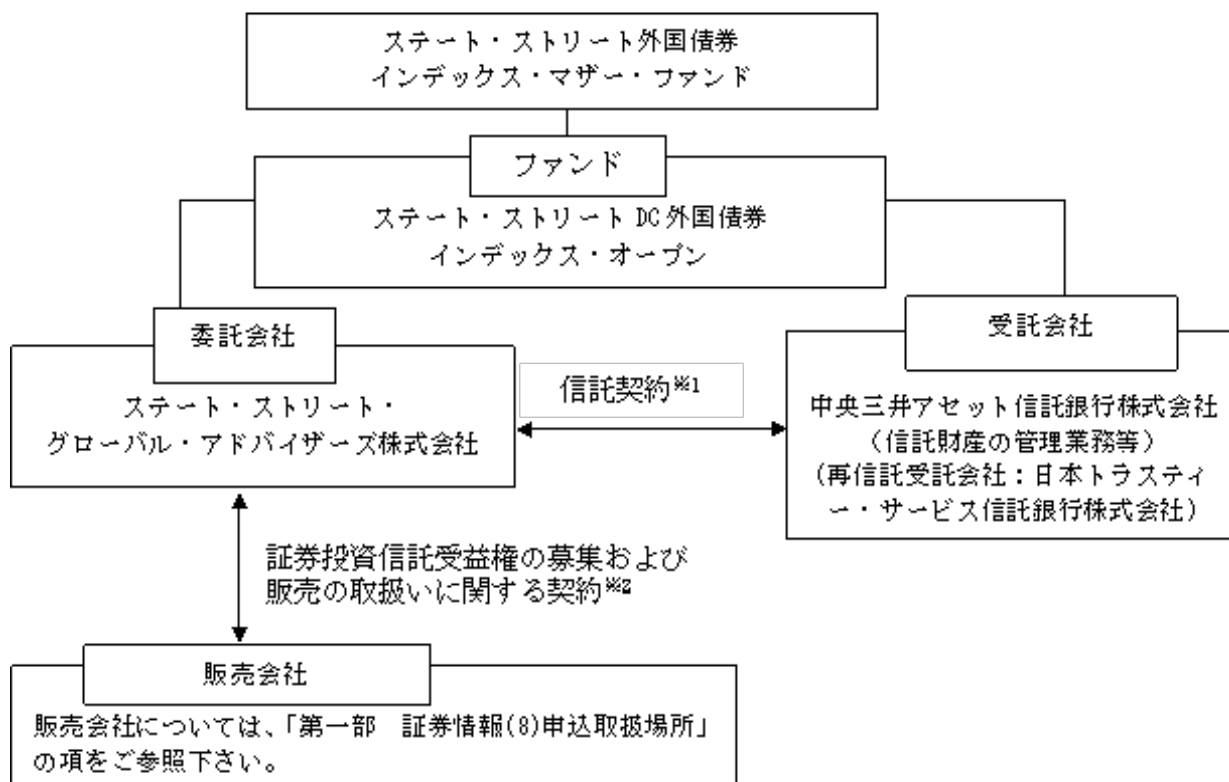 ステート・ストリート外国債券
インデックス・マザー・ファンド
ファンド
ステート・ストリート DC 外国債券
インデックス・オープン
委託会社
ステート・ストリート・
グローバル・アドバイザーズ株式会社
信託契約※1
受託会社
中央三井アセット信託銀行株式会社
（信託財産の管理業務等）
(再信託受託会社：日本トラスティ
ー・サービス信託銀行株式会社)
証券投資信託受益権の募集および
販売の取扱いに関する契約※2
販売会社
販売会社については、「第一部　証券情報(8)申込取扱場所」
の項をご参照下さい。